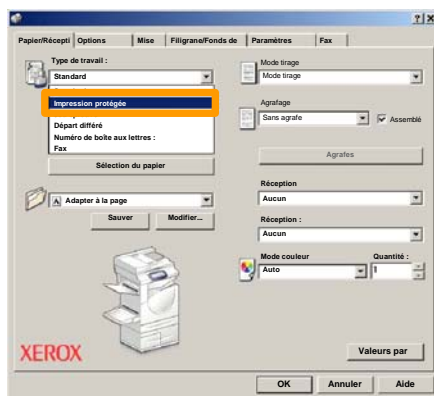 Papier/Récepti Options Mise Filigrane/Fonds de Paramètres Fax
Type de travail :
Standard
Impression protégée
Départ différé
Numéro de boîte aux lettres :
Fax
Sélection du papier
Adapter à la page
Sauver Modifier...
Mode tirage
Mode tirage
Agrafage
Sans agrafe Assemblé
Agrafes
Réception
Aucun
Réception :
Aucun
Mode couleur Quantité :
Auto 1
XEROX
Valeurs par
OK Annuler Aide